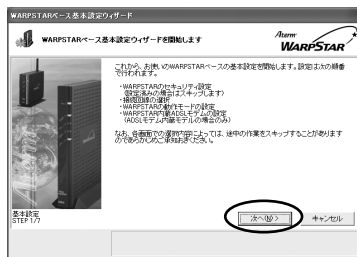 WARPSTARベース基本設定ウィザード
WARPSTARベース基本設定ウィザードを開始します
Aterm
WARPSTAR
これから、お使いのWARPSTARベースの基本設定を開始します。設定は次の順番
で行われます。
・WARPSTARのセキュリティ設定
(設定済みの場合はスキップします)
・接続回線の選択
・WARPSTARの動作モードの設定
・WARPSTAR内蔵ADSLモデムの設定
(ADSLモデム内蔵モデルの場合のみ)
なお、各画面での選択内容によっては、途中の作業をスキップすることがあります
のであらかじめご承知おきください。
基本設定
STEP 1/7
次へ(N) >
キャンセル